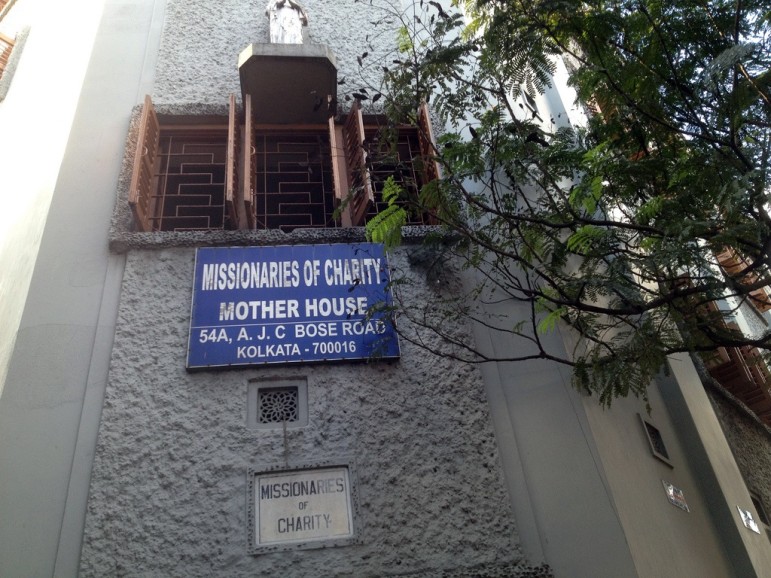 MISSIONARIES OF CHARITY
MOTHER HOUSE
54A, A. J. C BOSE ROAD
KOLKATA - 700016
MISSIONARIES
OF
CHARITY